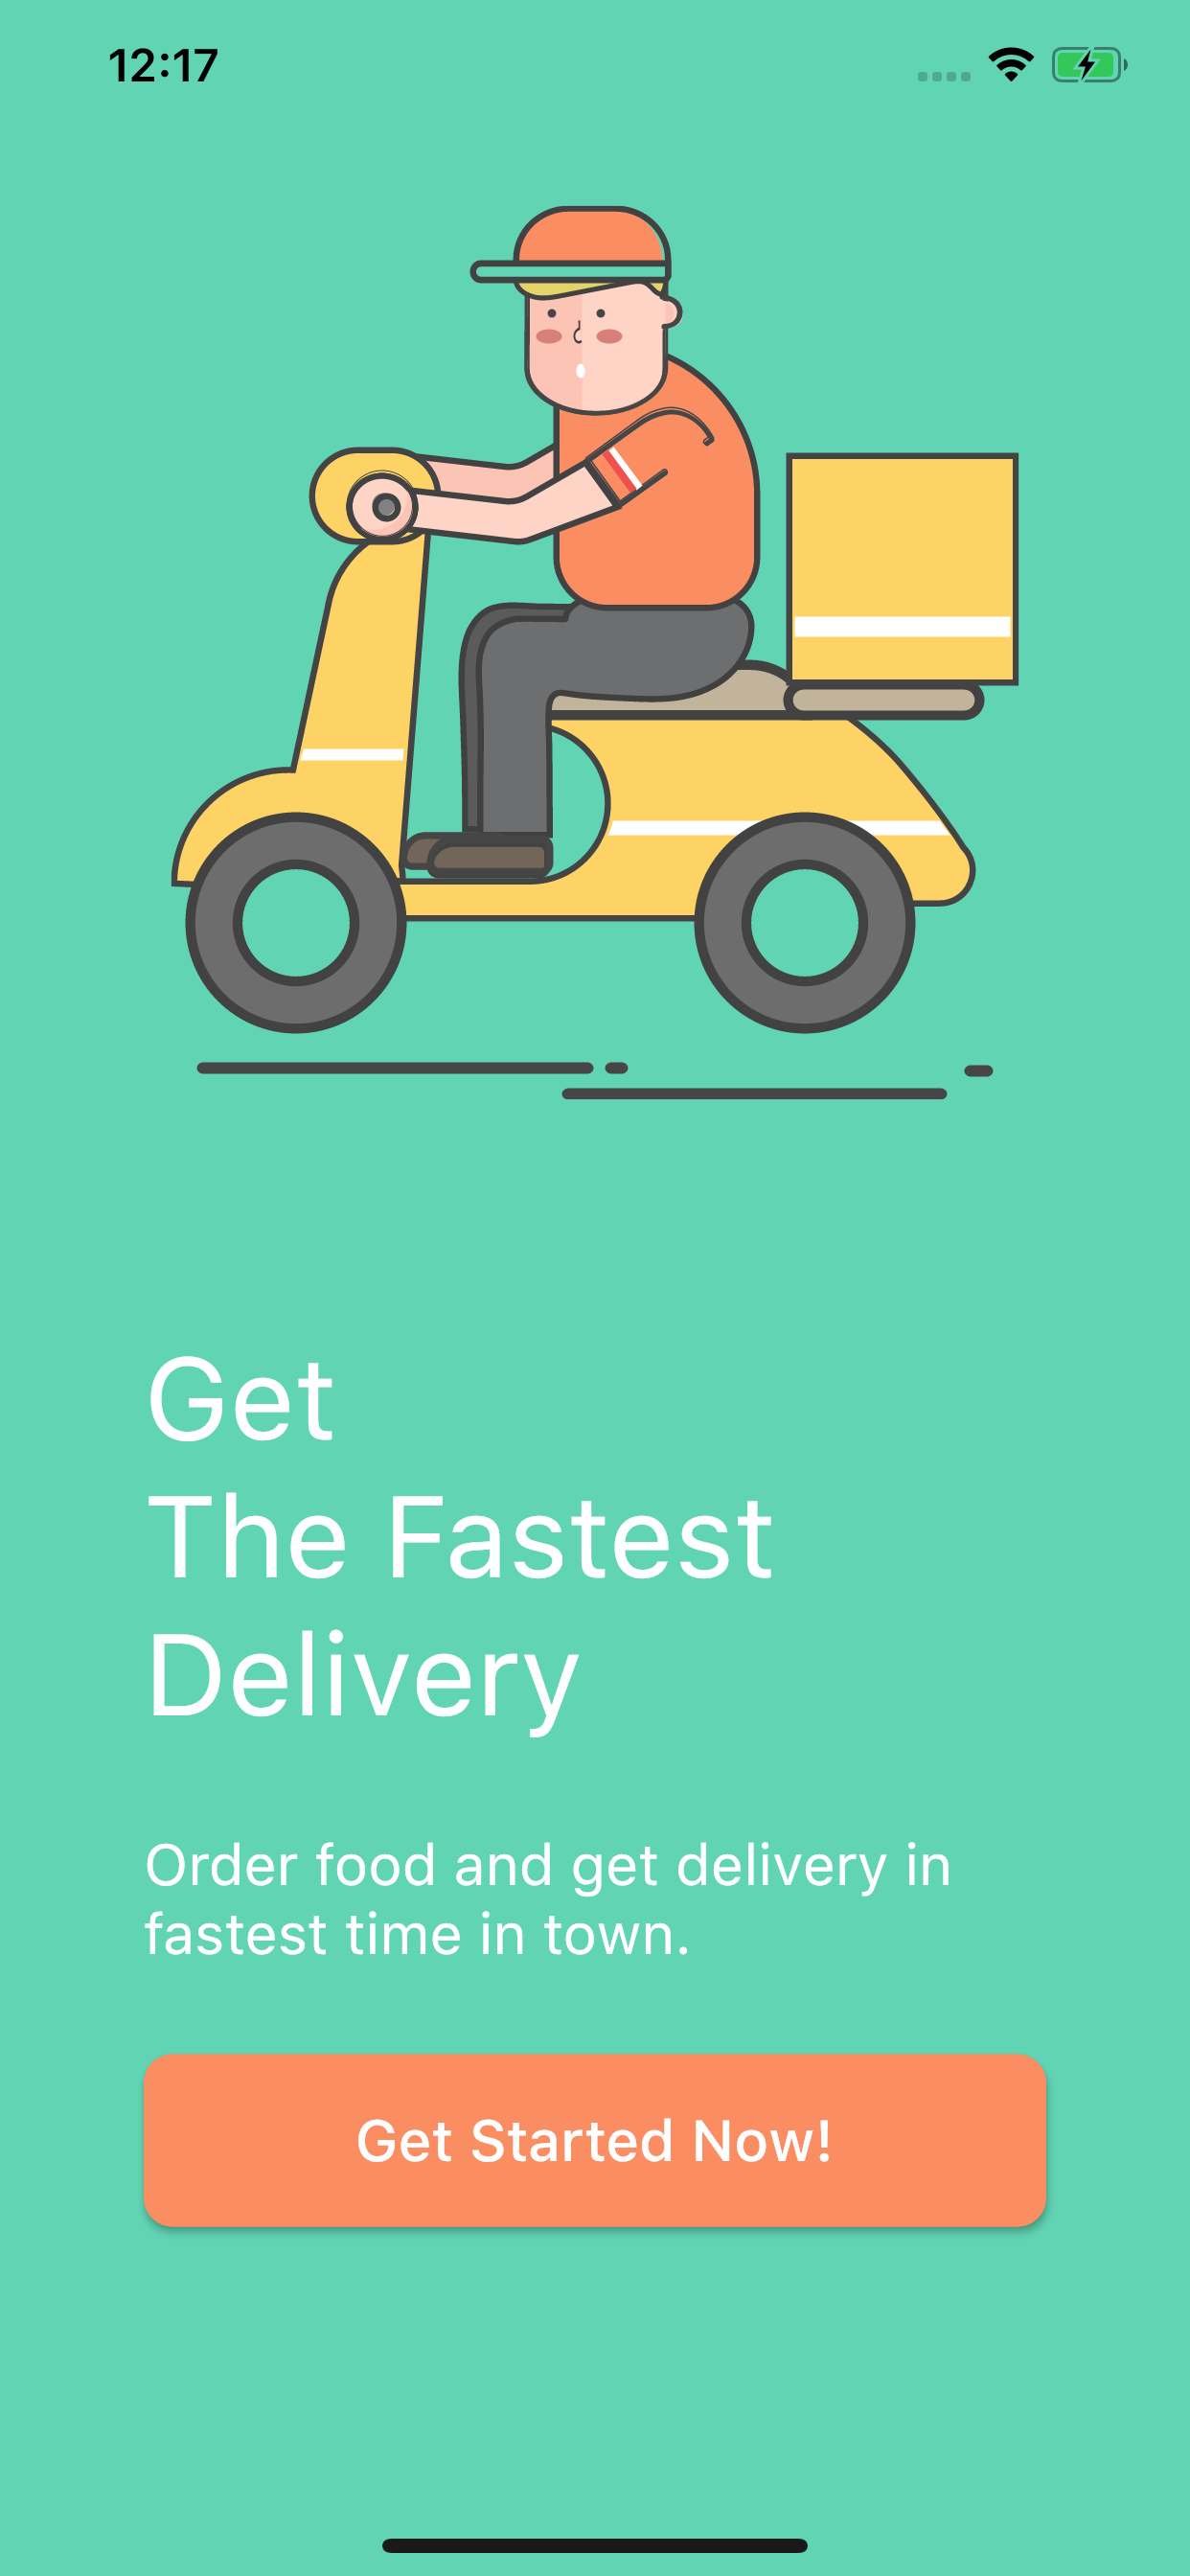 12:17
Get
The Fastest
Delivery
Order food and get delivery in
fastest time in town.
Get Started Now!